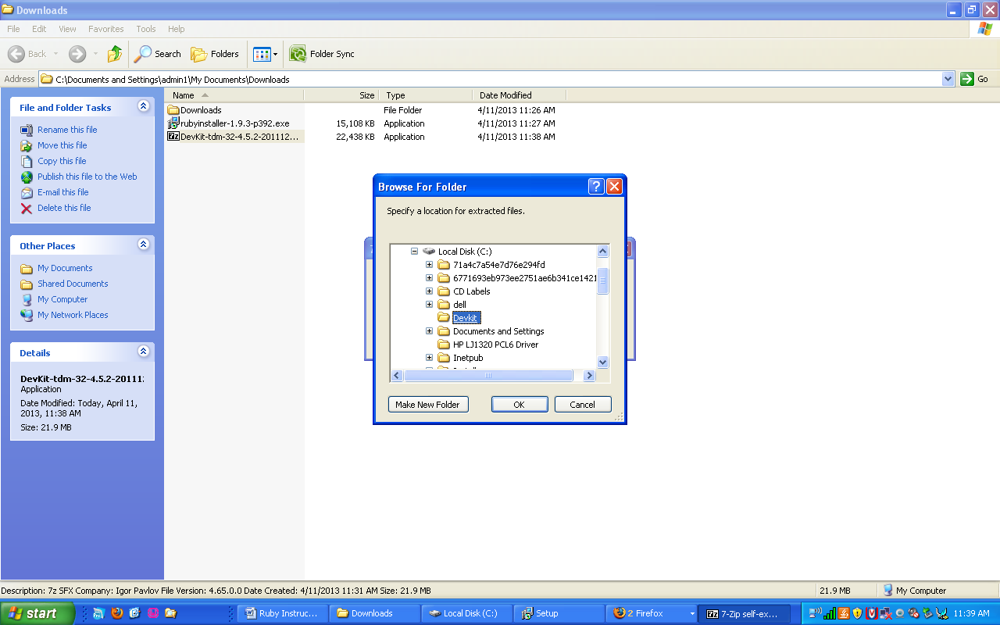 Downloads
File Edit View Favorites Tools Help
Back Search Folders Folder Sync
Address C:\Documents and Settings\admin1\My Documents\Downloads Go
File and Folder Tasks
Rename this file
Move this file
Copy this file
Publish this file to the Web
E-mail this file
Delete this file
Other Places
My Documents
Shared Documents
My Computer
My Network Places
Details
DevKit-tdm-32-4.5.2-20111
Application
Date Modified: Today, April 11,
2013, 11:38 AM
Size: 21.9 MB
Name Size Type Date Modified
Downloads File Folder 4/11/2013 11:26 AM
rubyinstaller-1.9.3-p392.exe 15,108 KB Application 4/11/2013 11:27 AM
DevKit-tdm-32-4.5.2-201112... 22,438 KB Application 4/11/2013 11:38 AM
7z
Browse For Folder
?
Specify a location for extracted files.
Local Disk (C:)
71a4c7a54e7d76e294fd
6771693eb973ee2751ae6b341ce1421
CD Labels
dell
Devkit
Documents and Settings
HP LJ1320 PCL6 Driver
Inetpub
Make New Folder OK Cancel
Description: 7z SFX Company: Igor Pavlov File Version: 4.65.0.0 Date Created: 4/11/2013 11:31 AM Size: 21.9 MB 21.9 MB My Computer
start Ruby Instruc... Downloads Local Disk (C:) Setup 2 Firefox 7z 7-Zip self-ex... 11:39 AM